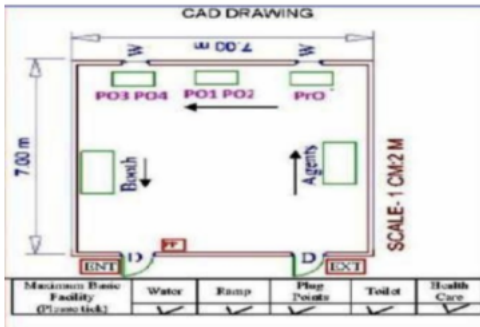 CAD DRAWING
7.00 m
W W
PO3 PO4 PO1 PO2 PrO
7.00 m
Booth
Agents
SCALE- 1 CM:2 M
PP
D D
ENT EXT
Maximum Basic Facility (Please tick) Water Ramp Plug Points Toilet Health Care